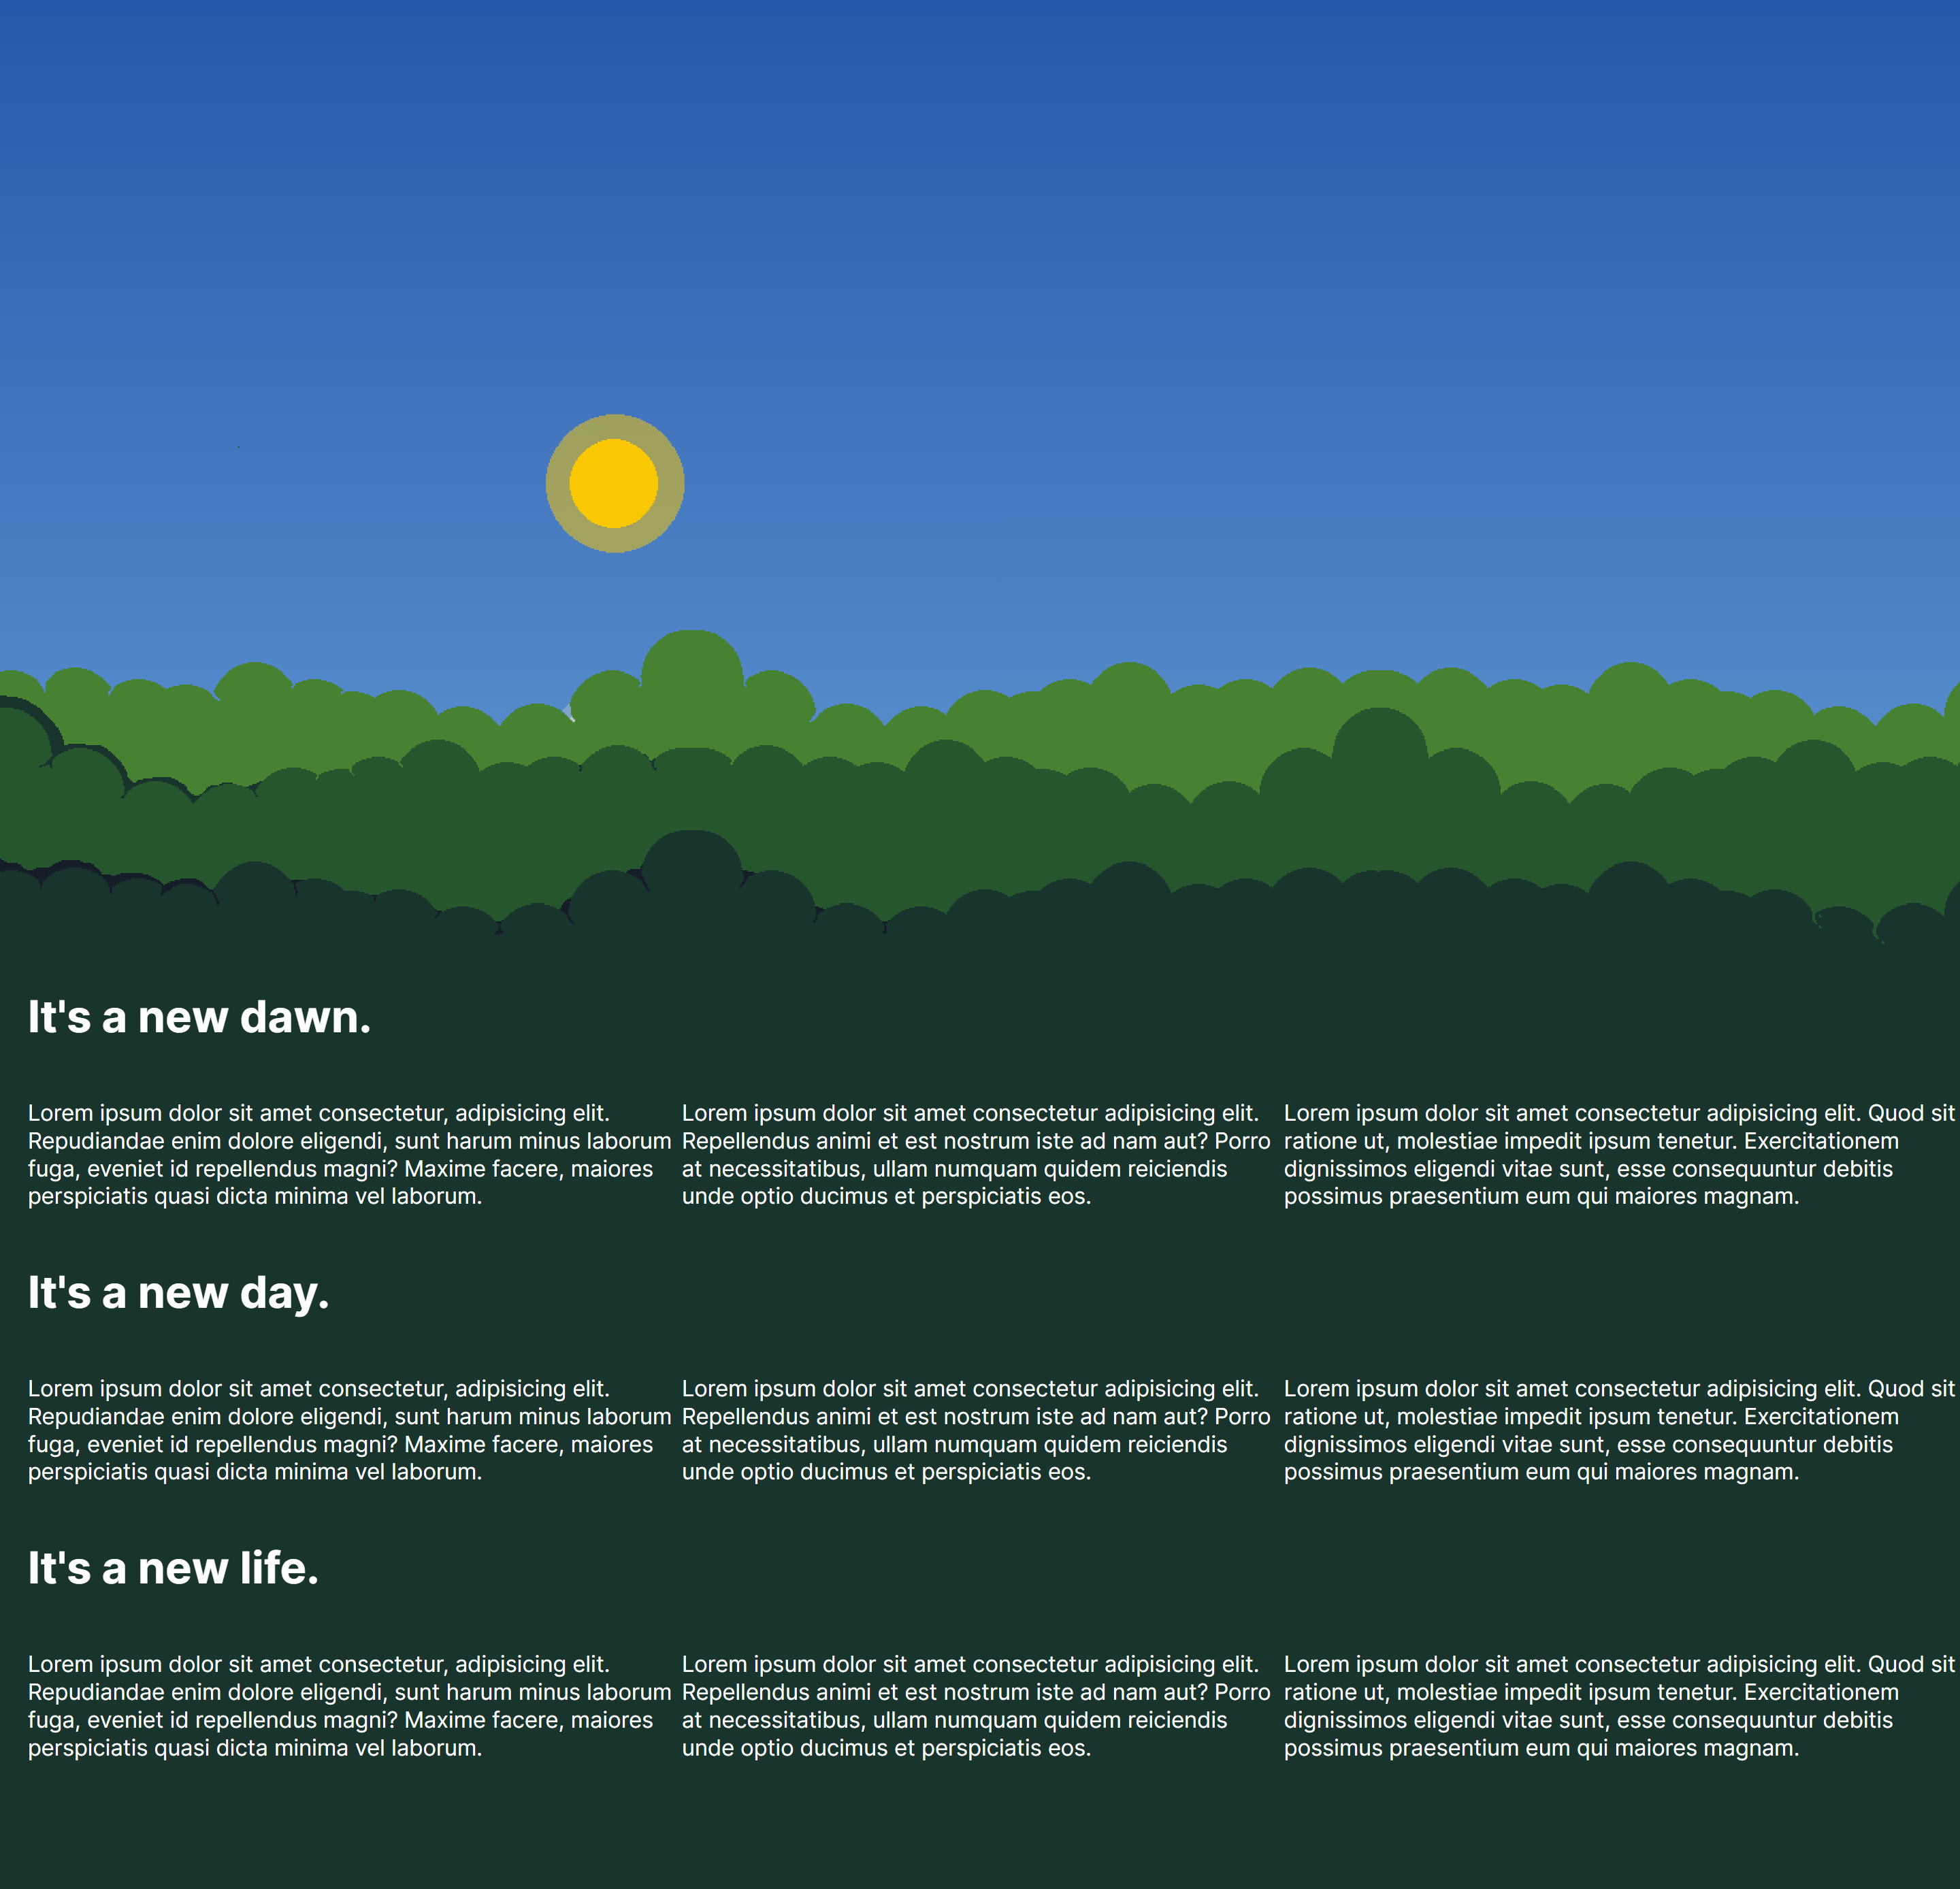 It's a new dawn.
Lorem ipsum dolor sit amet consectetur, adipisicing elit.
Repudiandae enim dolore eligendi, sunt harum minus laborum
fuga, eveniet id repellendus magni? Maxime facere, maiores
perspiciatis quasi dicta minima vel laborum.
Lorem ipsum dolor sit amet consectetur adipisicing elit.
Repellendus animi et est nostrum iste ad nam aut? Porro
at necessitatibus, ullam numquam quidem reiciendis
unde optio ducimus et perspiciatis eos.
Lorem ipsum dolor sit amet consectetur adipisicing elit. Quod sit
ratione ut, molestiae impedit ipsum tenetur. Exercitationem
dignissimos eligendi vitae sunt, esse consequuntur debitis
possimus praesentium eum qui maiores magnam.
It's a new day.
Lorem ipsum dolor sit amet consectetur, adipisicing elit.
Repudiandae enim dolore eligendi, sunt harum minus laborum
fuga, eveniet id repellendus magni? Maxime facere, maiores
perspiciatis quasi dicta minima vel laborum.
Lorem ipsum dolor sit amet consectetur adipisicing elit.
Repellendus animi et est nostrum iste ad nam aut? Porro
at necessitatibus, ullam numquam quidem reiciendis
unde optio ducimus et perspiciatis eos.
Lorem ipsum dolor sit amet consectetur adipisicing elit. Quod sit
ratione ut, molestiae impedit ipsum tenetur. Exercitationem
dignissimos eligendi vitae sunt, esse consequuntur debitis
possimus praesentium eum qui maiores magnam.
It's a new life.
Lorem ipsum dolor sit amet consectetur, adipisicing elit.
Repudiandae enim dolore eligendi, sunt harum minus laborum
fuga, eveniet id repellendus magni? Maxime facere, maiores
perspiciatis quasi dicta minima vel laborum.
Lorem ipsum dolor sit amet consectetur adipisicing elit.
Repellendus animi et est nostrum iste ad nam aut? Porro
at necessitatibus, ullam numquam quidem reiciendis
unde optio ducimus et perspiciatis eos.
Lorem ipsum dolor sit amet consectetur adipisicing elit. Quod sit
ratione ut, molestiae impedit ipsum tenetur. Exercitationem
dignissimos eligendi vitae sunt, esse consequuntur debitis
possimus praesentium eum qui maiores magnam.